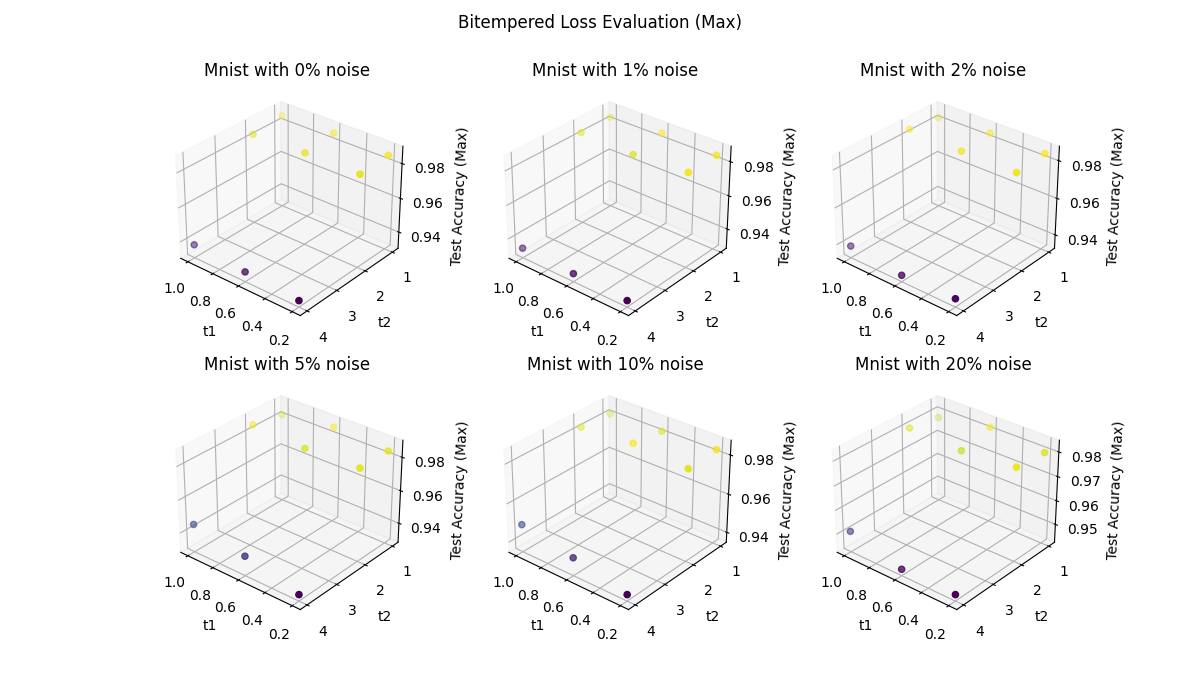 Bitempered Loss Evaluation (Max)
Mnist with 0% noise
0.98
0.96
0.94
Test Accuracy (Max)
1.0
0.8
0.6
0.4
0.2
t1
1
2
3
4
t2
Mnist with 1% noise
0.98
0.96
0.94
Test Accuracy (Max)
1.0
0.8
0.6
0.4
0.2
t1
1
2
3
4
t2
Mnist with 2% noise
0.98
0.96
0.94
Test Accuracy (Max)
1.0
0.8
0.6
0.4
0.2
t1
1
2
3
4
t2
Mnist with 5% noise
0.98
0.96
0.94
Test Accuracy (Max)
1.0
0.8
0.6
0.4
0.2
t1
1
2
3
4
t2
Mnist with 10% noise
0.98
0.96
0.94
Test Accuracy (Max)
1.0
0.8
0.6
0.4
0.2
t1
1
2
3
4
t2
Mnist with 20% noise
0.98
0.97
0.96
0.95
Test Accuracy (Max)
1.0
0.8
0.6
0.4
0.2
t1
1
2
3
4
t2